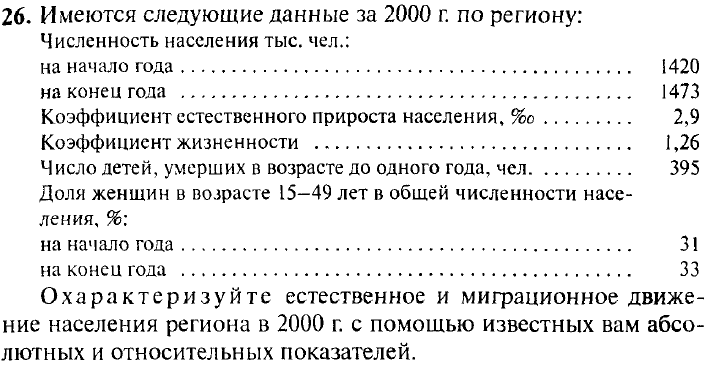 26. Имеются следующие данные за 2000 г. по региону:
Численность населения тыс. чел.:
на начало года . . . . . . . . . . . . . . . . . . . . . . . . . . . . . . . . . . . . . . . . 1420
на конец года . . . . . . . . . . . . . . . . . . . . . . . . . . . . . . . . . . . . . . . . . 1473
Коэффициент естественного прироста населения, ‰ . . . . . . . . . 2,9
Коэффициент жизненности . . . . . . . . . . . . . . . . . . . . . . . . . . . . 1,26
Число детей, умерших в возрасте до одного года, чел. . . . . . . . . . 395
Доля женщин в возрасте 15–49 лет в общей численности насе-
ления, %:
на начало года . . . . . . . . . . . . . . . . . . . . . . . . . . . . . . . . . . . . . . . . 31
на конец года . . . . . . . . . . . . . . . . . . . . . . . . . . . . . . . . . . . . . . . . . 33
Охарактеризуйте естественное и миграционное движе-
ние населения региона в 2000 г. с помощью известных вам абсо-
лютных и относительных показателей.